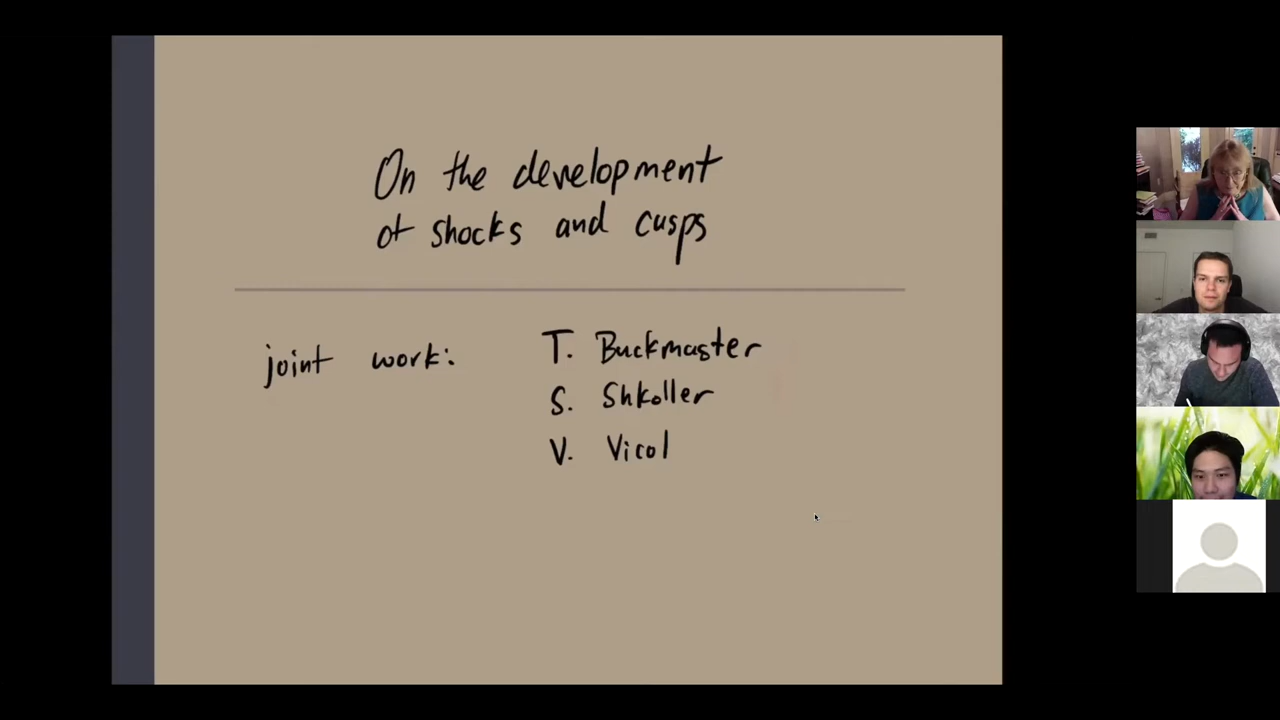 On the development
of shocks and cusps
joint work:
T. Buckmaster
S. Shkoller
V. Vicol